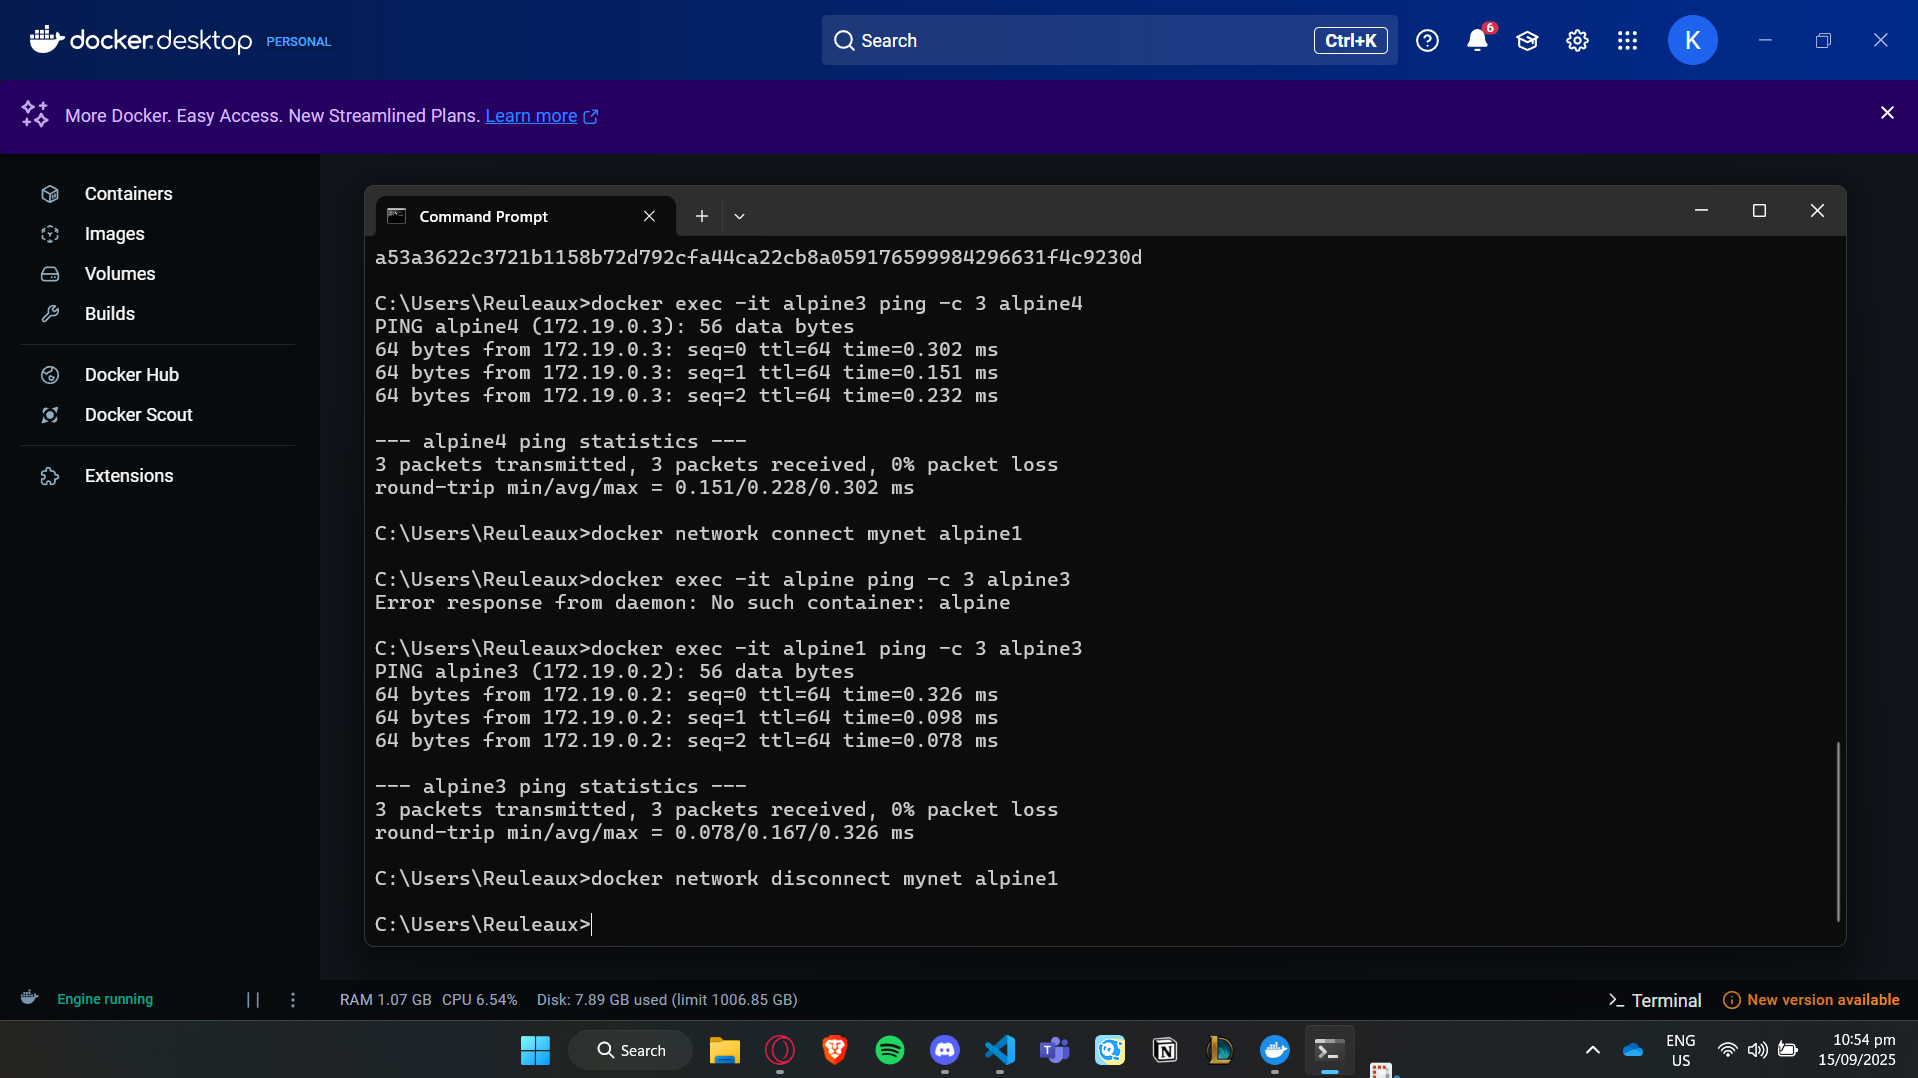 docker.desktop PERSONAL
Search
Ctrl+K
6
K
More Docker. Easy Access. New Streamlined Plans. Learn more
Containers
Images
Volumes
Builds
Docker Hub
Docker Scout
Extensions
Command Prompt
a53a3622c3721b1158b72d792cfa44ca22cb8a059176599984296631f4c9230d
C:\Users\Reuleaux>docker exec -it alpine3 ping -c 3 alpine4
PING alpine4 (172.19.0.3): 56 data bytes
64 bytes from 172.19.0.3: seq=0 ttl=64 time=0.302 ms
64 bytes from 172.19.0.3: seq=1 ttl=64 time=0.151 ms
64 bytes from 172.19.0.3: seq=2 ttl=64 time=0.232 ms
--- alpine4 ping statistics ---
3 packets transmitted, 3 packets received, 0% packet loss
round-trip min/avg/max = 0.151/0.228/0.302 ms
C:\Users\Reuleaux>docker network connect mynet alpine1
C:\Users\Reuleaux>docker exec -it alpine ping -c 3 alpine3
Error response from daemon: No such container: alpine
C:\Users\Reuleaux>docker exec -it alpine1 ping -c 3 alpine3
PING alpine3 (172.19.0.2): 56 data bytes
64 bytes from 172.19.0.2: seq=0 ttl=64 time=0.326 ms
64 bytes from 172.19.0.2: seq=1 ttl=64 time=0.098 ms
64 bytes from 172.19.0.2: seq=2 ttl=64 time=0.078 ms
--- alpine3 ping statistics ---
3 packets transmitted, 3 packets received, 0% packet loss
round-trip min/avg/max = 0.078/0.167/0.326 ms
C:\Users\Reuleaux>docker network disconnect mynet alpine1
C:\Users\Reuleaux>
Engine running
RAM 1.07 GB CPU 6.54% Disk: 7.89 GB used (limit 1006.85 GB)
Terminal
New version available
Search
ENG
US
10:54 pm
15/09/2025